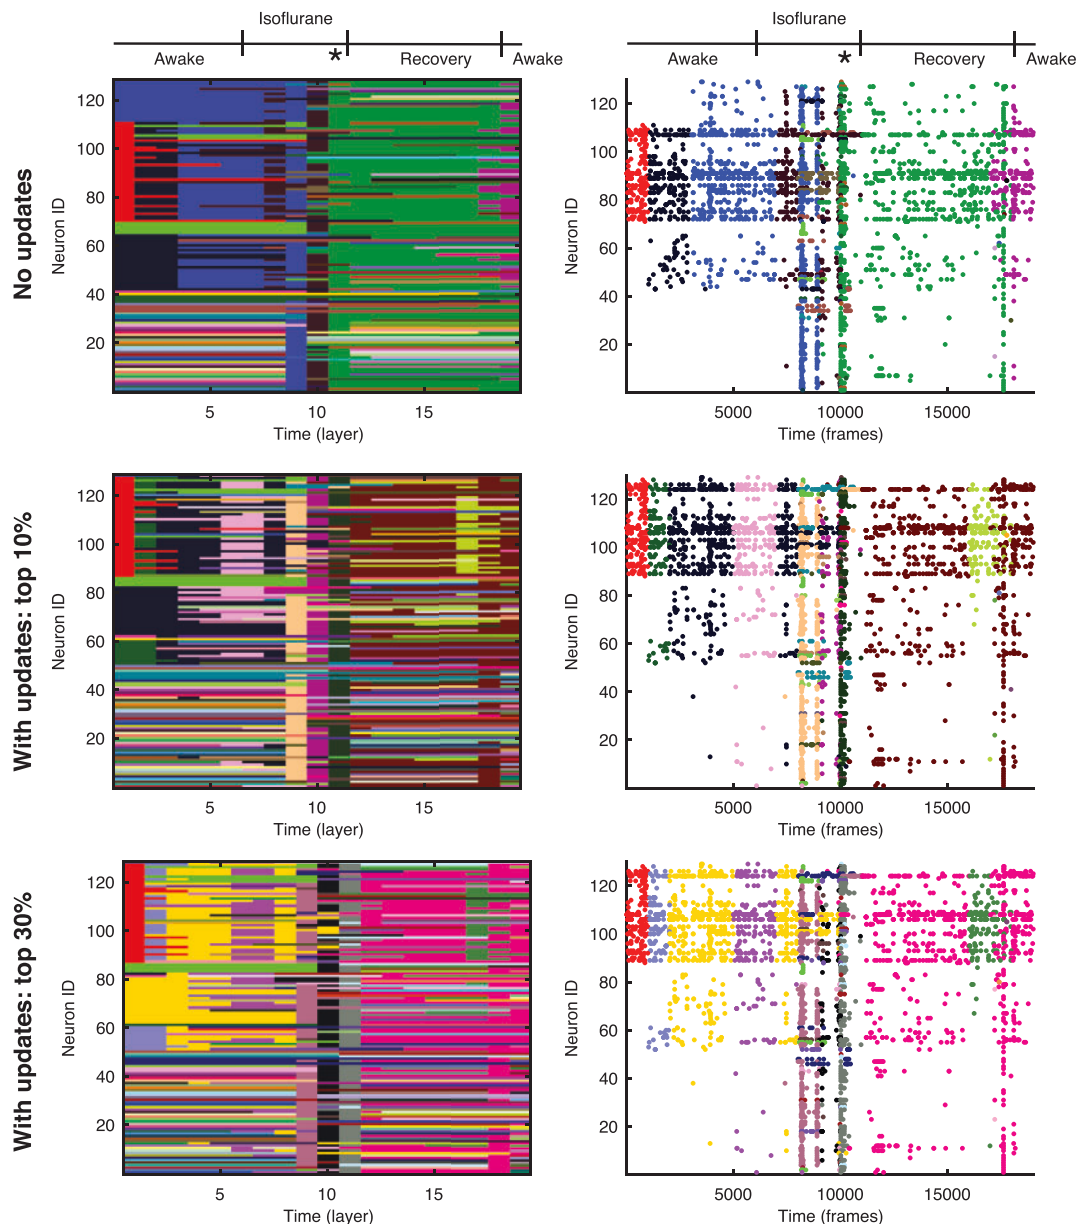 Isoflurane
Awake * Recovery Awake
Isoflurane
Awake * Recovery Awake
No updates
Neuron ID
120
100
80
60
40
20
5 10 15
Time (layer)
Neuron ID
120
100
80
60
40
20
5000 10000 15000
Time (frames)
With updates: top 10%
Neuron ID
120
100
80
60
40
20
5 10 15
Time (layer)
Neuron ID
120
100
80
60
40
20
5000 10000 15000
Time (frames)
With updates: top 30%
Neuron ID
120
100
80
60
40
20
5 10 15
Time (layer)
Neuron ID
120
100
80
60
40
20
5000 10000 15000
Time (frames)